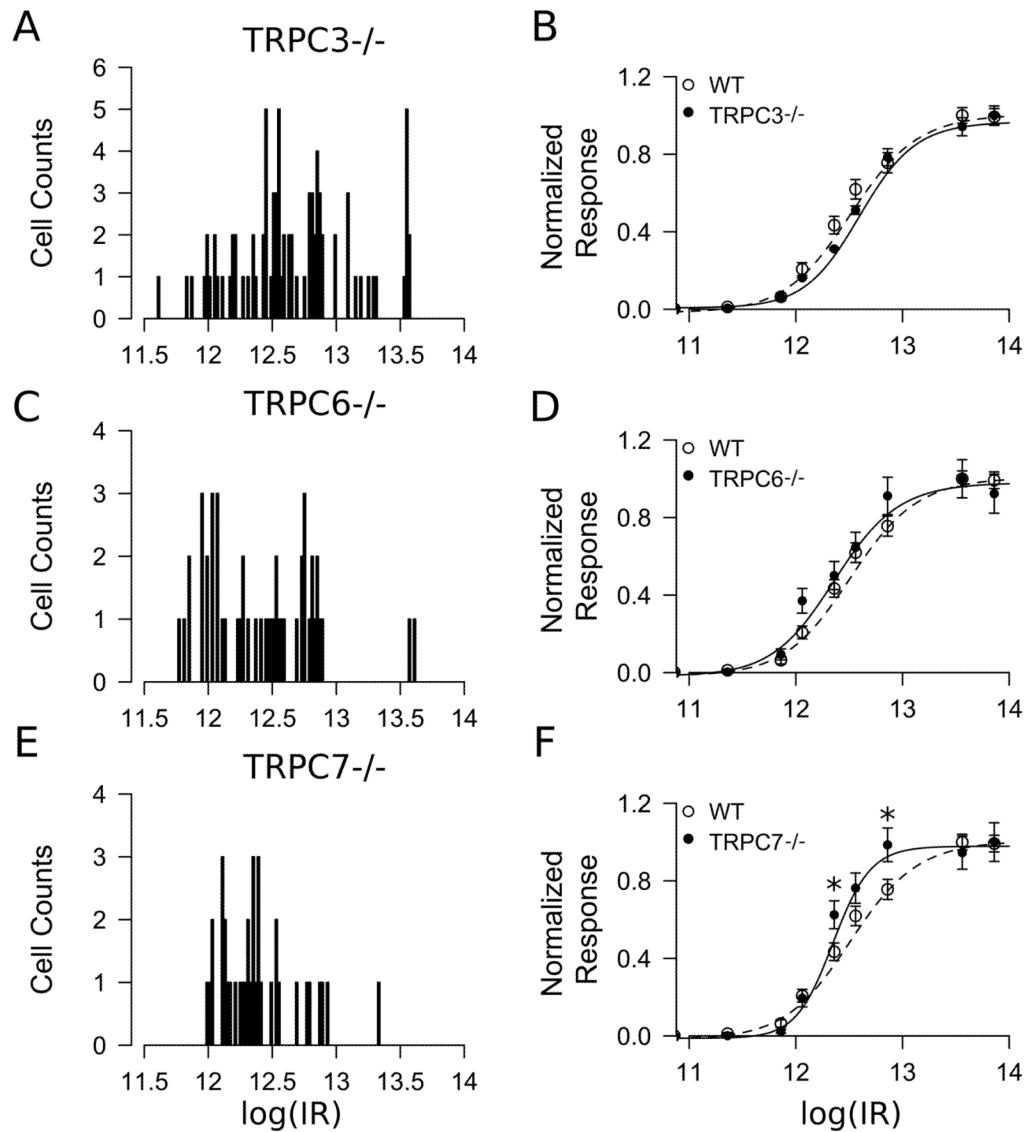 A
TRPC3-/-
6
5
4
3
2
1
0
Cell Counts
11.5 12 12.5 13 13.5 14
B
1.2
0.8
0.4
0.0
Normalized
Response
WT
TRPC3-/-
11 12 13 14
C
TRPC6-/-
4
3
2
1
0
Cell Counts
11.5 12 12.5 13 13.5 14
D
1.2
0.8
0.4
0.0
Normalized
Response
WT
TRPC6-/-
11 12 13 14
E
TRPC7-/-
4
3
2
1
0
Cell Counts
11.5 12 12.5 13 13.5 14
log(IR)
F
1.2
0.8
0.4
0.0
Normalized
Response
WT
TRPC7-/-
*
*
11 12 13 14
log(IR)